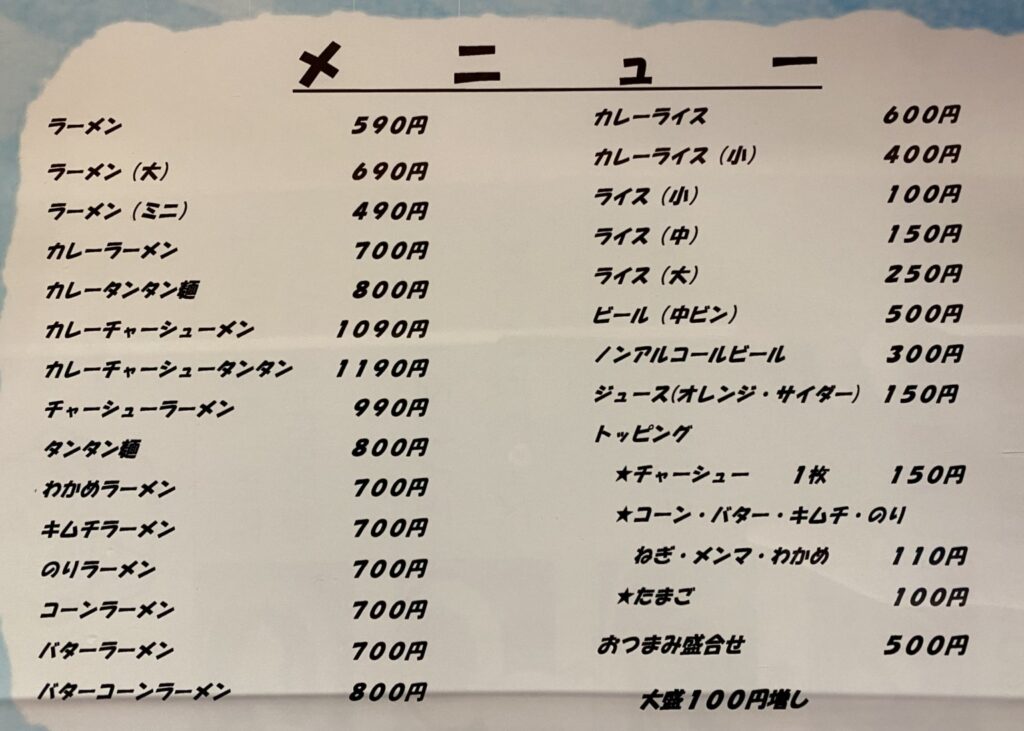 メニュー
ラーメン 590円
ラーメン（大） 690円
ラーメン（ミニ） 490円
カレーラーメン 700円
カレータンタン麺 800円
カレーチャーシューメン 1090円
カレーチャーシュータンタン 1190円
チャーシューラーメン 990円
タンタン麺 800円
わかめラーメン 700円
キムチラーメン 700円
のりラーメン 700円
コーンラーメン 700円
バターラーメン 700円
バターコーンラーメン 800円
カレーライス 600円
カレーライス（小） 400円
ライス（小） 100円
ライス（中） 150円
ライス（大） 250円
ビール（中ビン） 500円
ノンアルコールビール 300円
ジュース(オレンジ・サイダー) 150円
トッピング
★チャーシュー 1枚 150円
★コーン・バター・キムチ・のり
ねぎ・メンマ・わかめ 110円
★たまご 100円
おつまみ盛合せ 500円
大盛100円増し